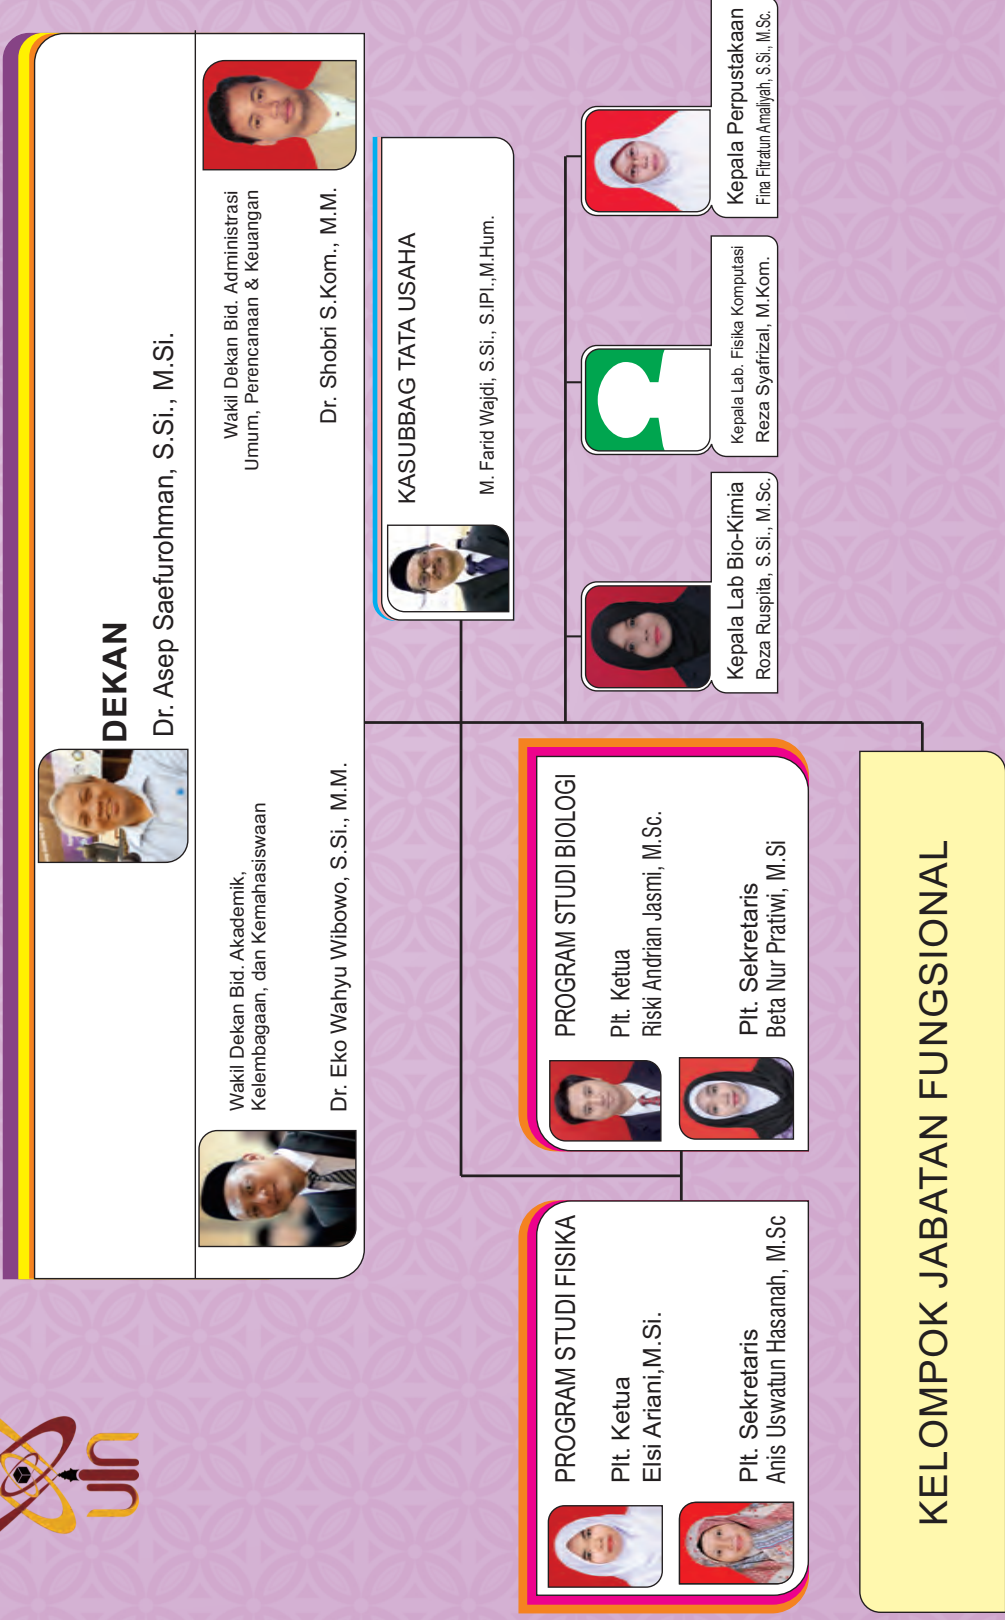 UIN
DEKAN
Dr. Asep Saefurohman, S.Si., M.Si.
Wakil Dekan Bid. Akademik,
Kelembagaan, dan Kemahasiswaan
Dr. Eko Wahyu Wibowo, S.Si., M.M.
Wakil Dekan Bid. Administrasi
Umum, Perencanaan & Keuangan
Dr. Shobri S.Kom., M.M.
KASUBBAG TATA USAHA
M. Farid Wajdi, S.Si., S.IPI.,M.Hum.
PROGRAM STUDI FISIKA
Plt. Ketua
Elsi Ariani,M.Si.
Plt. Sekretaris
Anis Uswatun Hasanah, M.Sc
PROGRAM STUDI BIOLOGI
Plt. Ketua
Riski Andrian Jasmi, M.Sc.
Plt. Sekretaris
Beta Nur Pratiwi, M.Si
Kepala Lab Bio-Kimia
Roza Ruspita, S.Si., M.Sc.
Kepala Lab. Fisika Komputasi
Reza Syafrizal, M.Kom.
Kepala Perpustakaan
Fina Fitratun Amaliyah, S.Si., M.Sc.
KELOMPOK JABATAN FUNGSIONAL